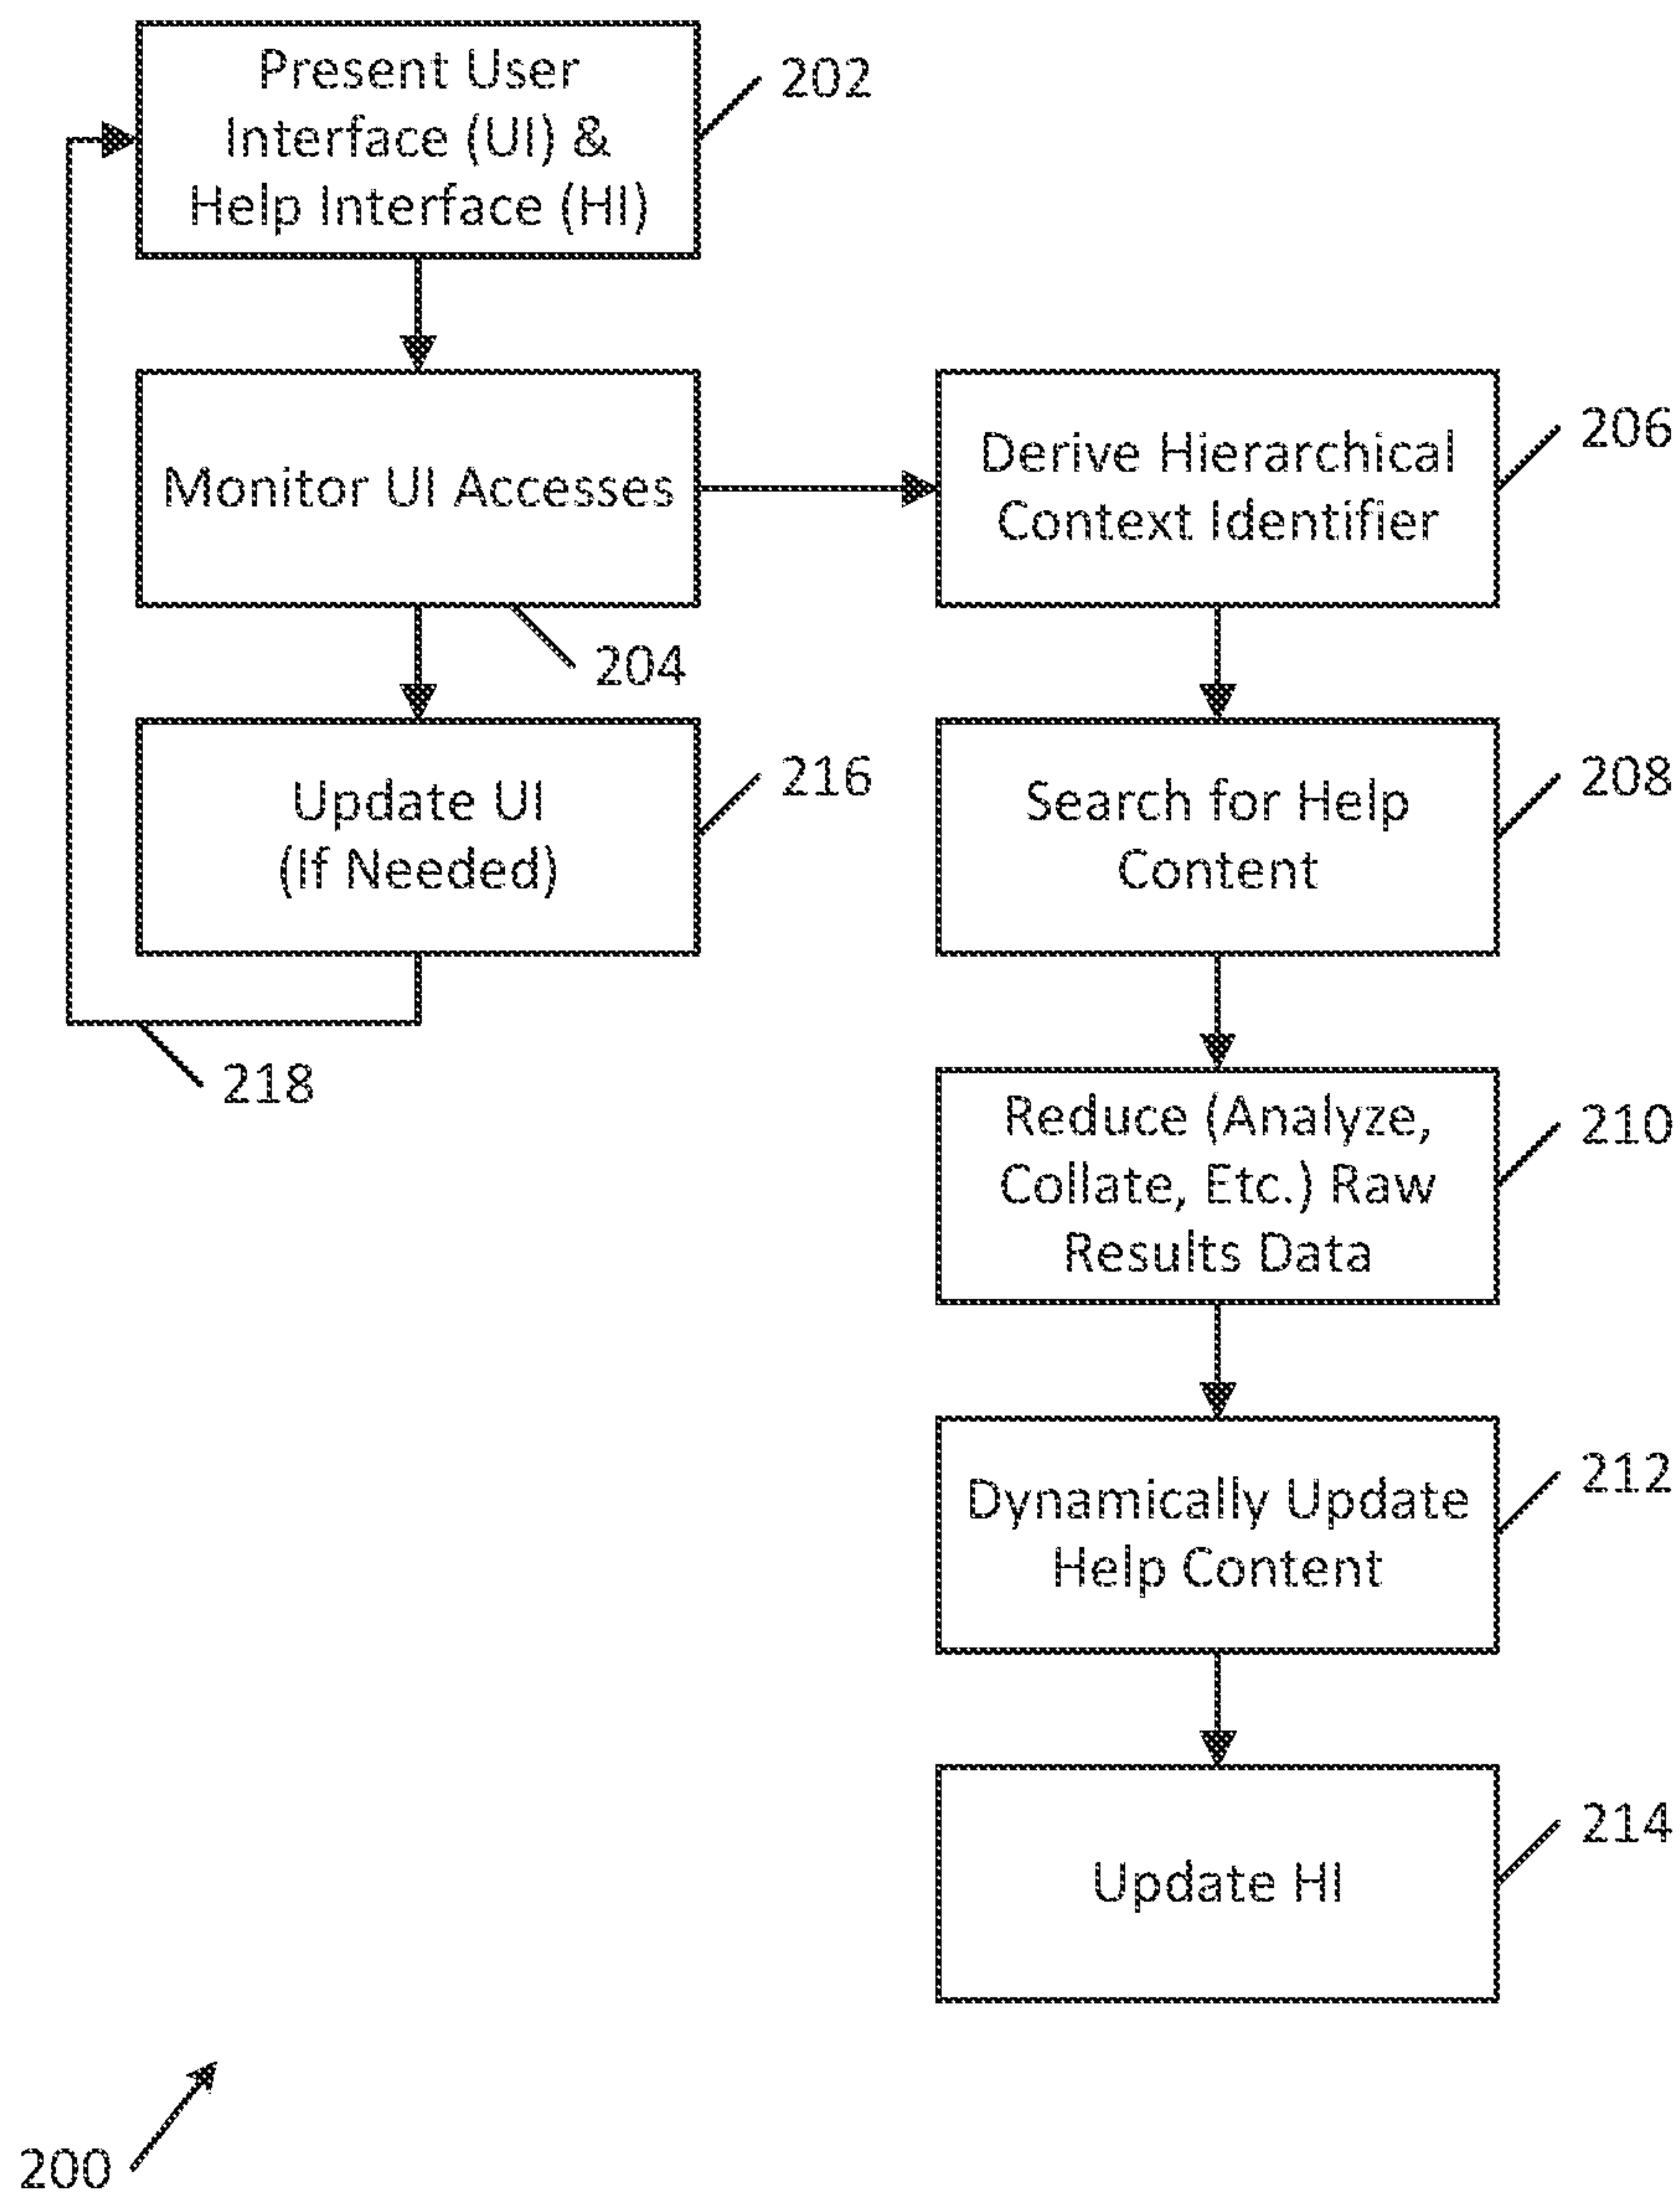 Present User
Interface (UI) &
Help Interface (HI)
202
Monitor UI Accesses
204
Derive Hierarchical
Context Identifier
206
Update UI
(If Needed)
216
218
Search for Help
Content
208
Reduce (Analyze,
Collate, Etc.) Raw
Results Data
210
Dynamically Update
Help Content
212
Update HI
214
200